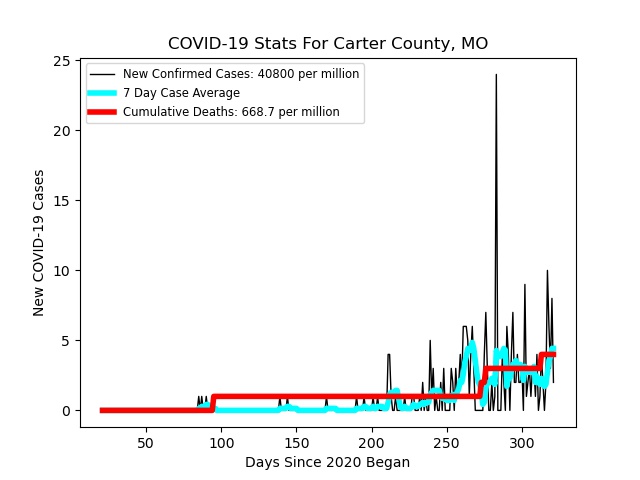 COVID-19 Stats For Carter County, MO
New Confirmed Cases: 40800 per million
7 Day Case Average
Cumulative Deaths: 668.7 per million
New COVID-19 Cases
25
20
15
10
5
0
50 100 150 200 250 300
Days Since 2020 Began